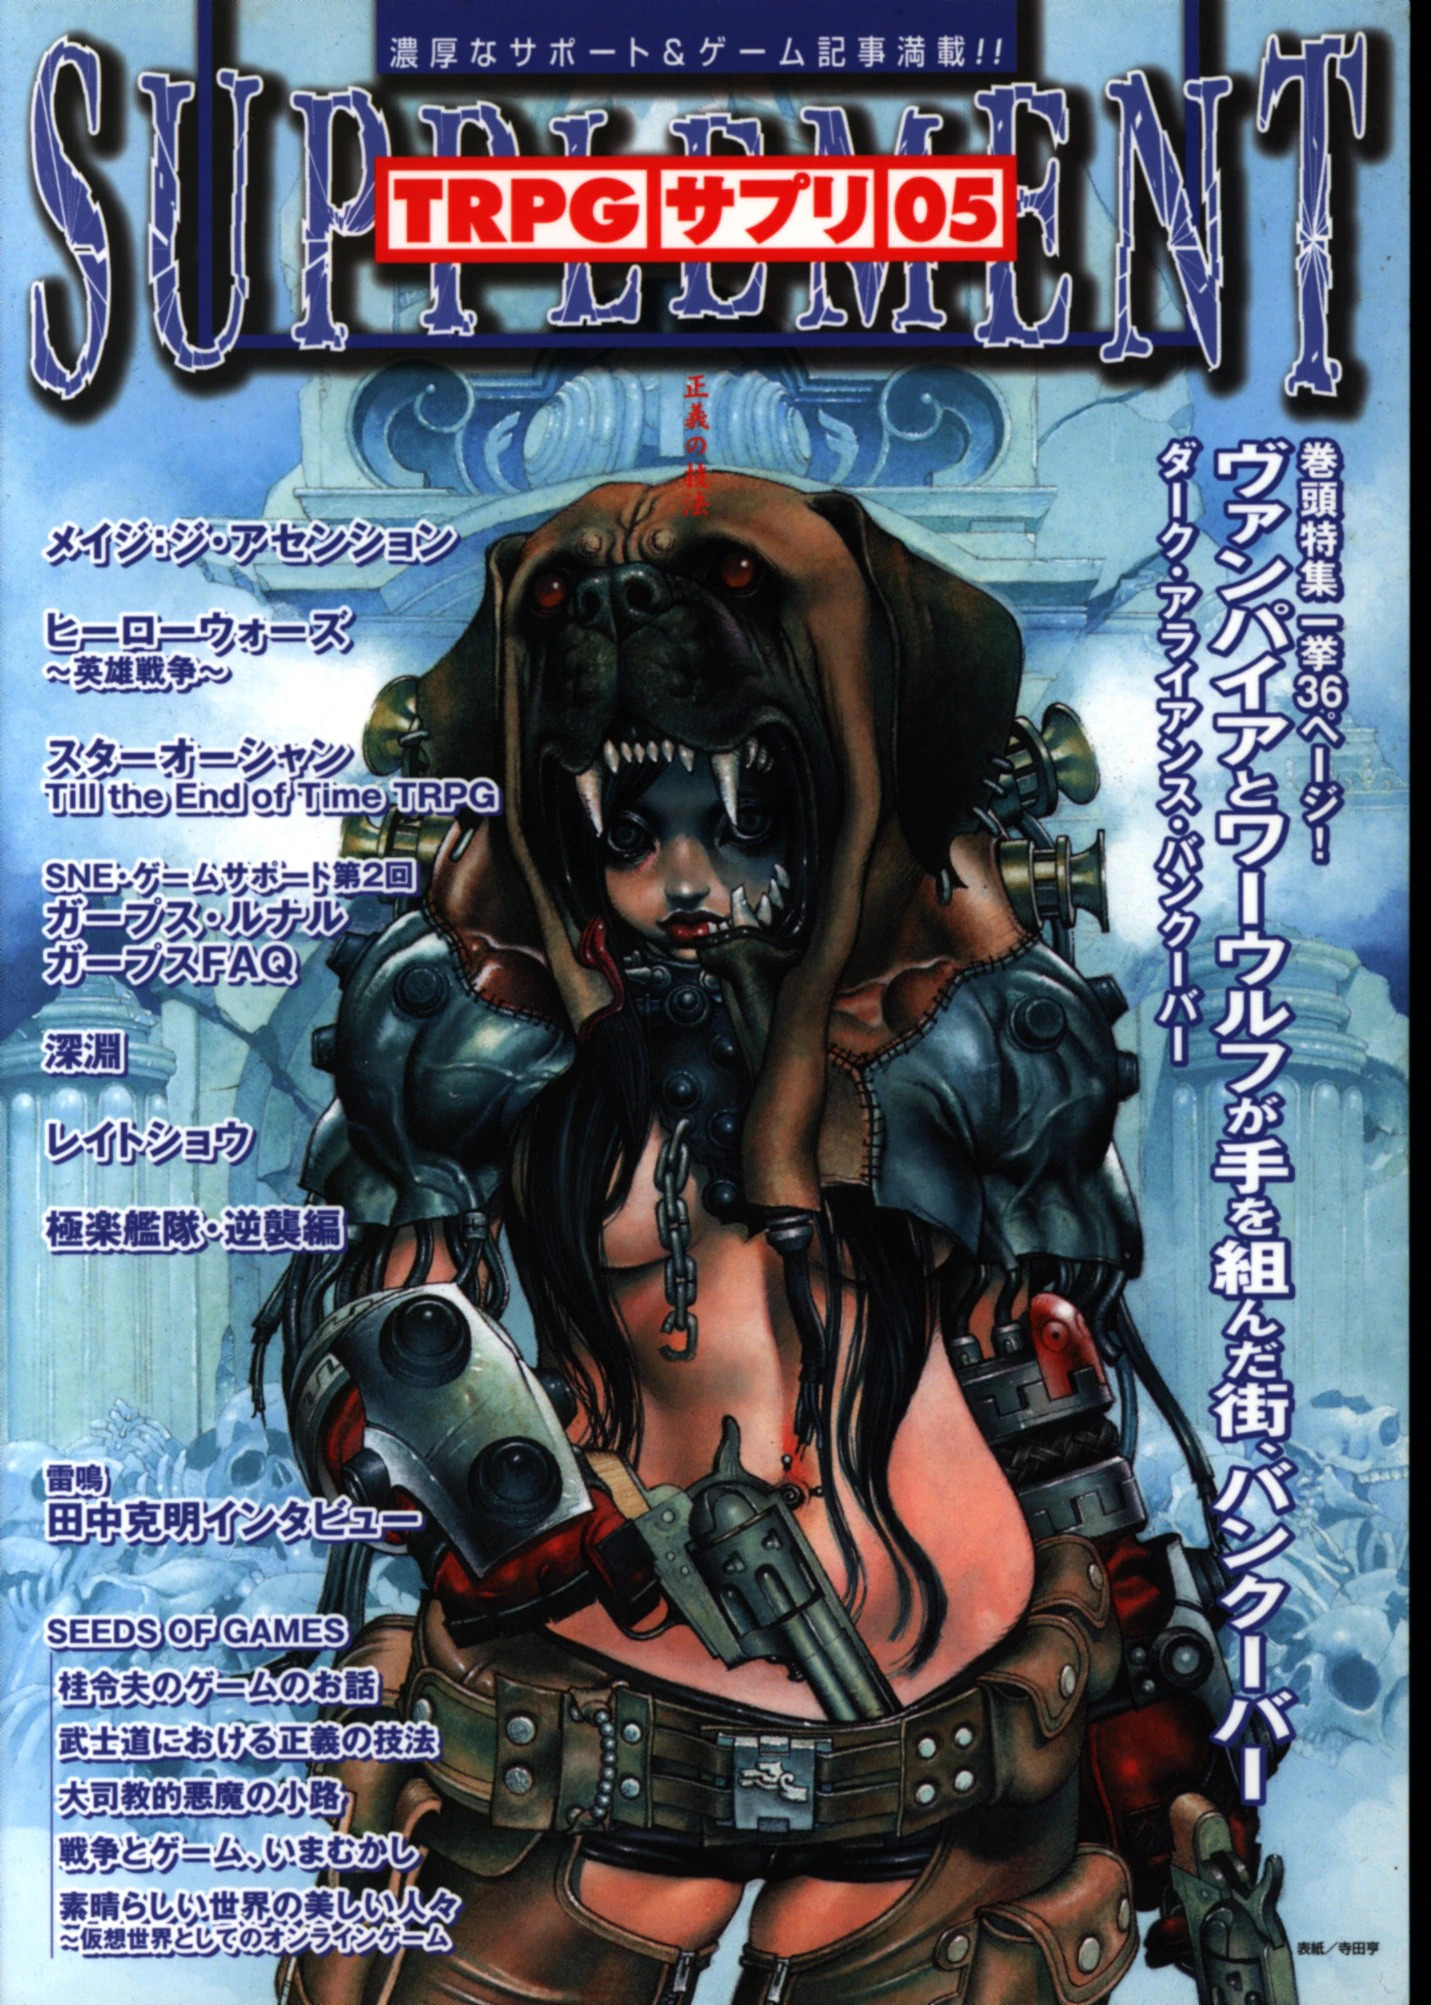 濃厚なサポート&ゲーム記事満載!!
SUPPLEMENT
TRPG サプリ 05
正義の技法
巻頭特集 一挙36ページ!
ヴァンパイアとワーウルフが手を組んだ街、バンクーバー
ダーク・アライアンス・バンクーバー
メイジ:ジ・アセンション
ヒーローウォーズ
~英雄戦争~
スターオーシャン
Till the End of Time TRPG
SNE・ゲームサポート第2回
ガープス・ルナル
ガープスFAQ
深淵
レイトショウ
極楽艦隊・逆襲編
雷鳴
田中克明インタビュー
SEEDS OF GAMES
桂令夫のゲームのお話
武士道における正義の技法
大司教的悪魔の小路
戦争とゲーム、いまむかし
素晴らしい世界の美しい人々
~仮想世界としてのオンラインゲーム
表紙/寺田亨